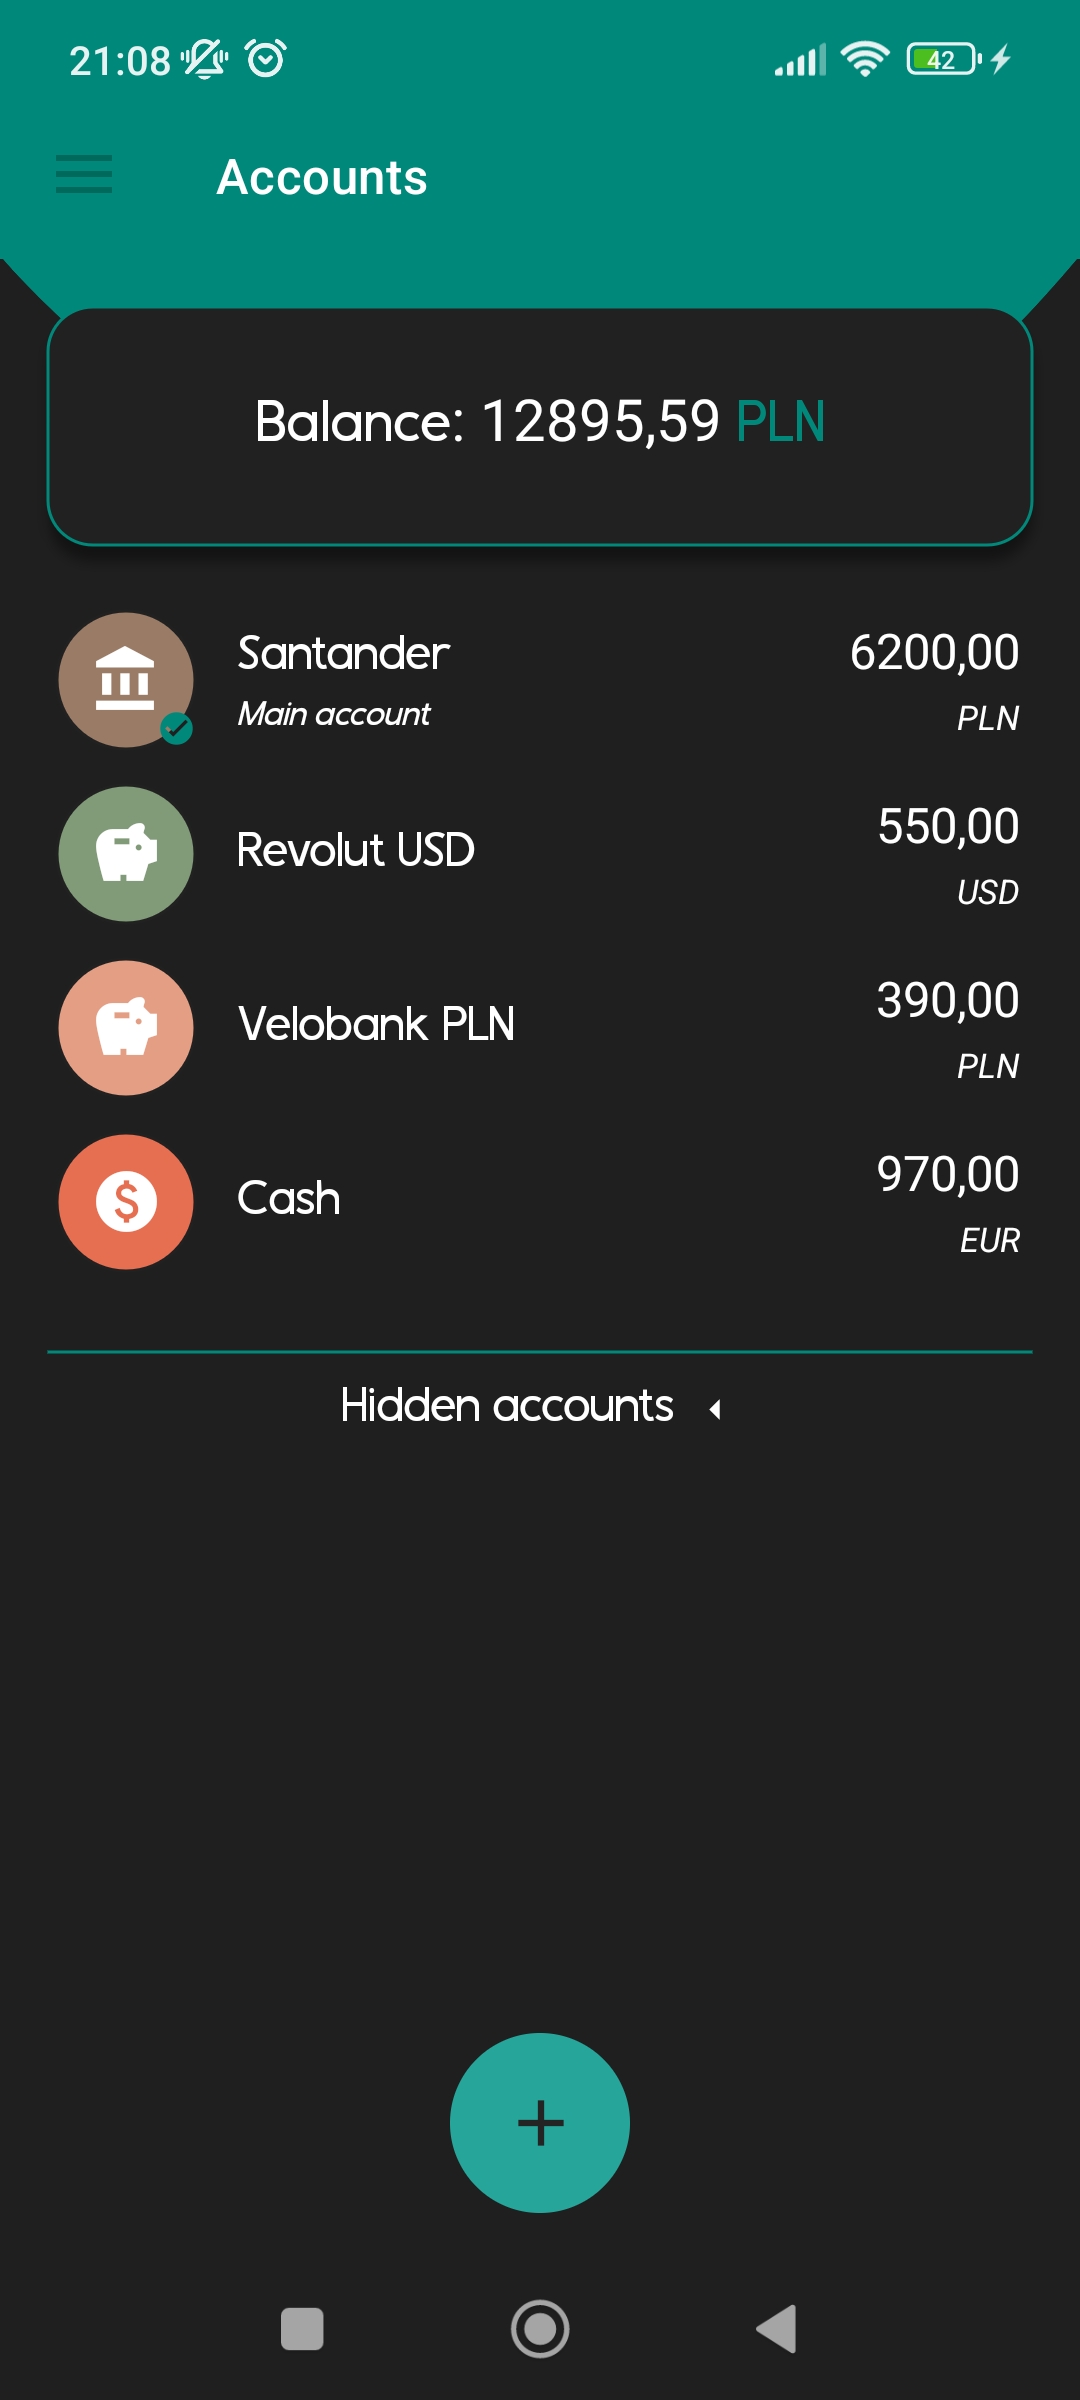 21:08
42
Accounts
Balance: 12895,59 PLN
Santander
6200,00
Main account
PLN
Revolut USD
550,00
USD
Velobank PLN
390,00
PLN
Cash
970,00
EUR
Hidden accounts